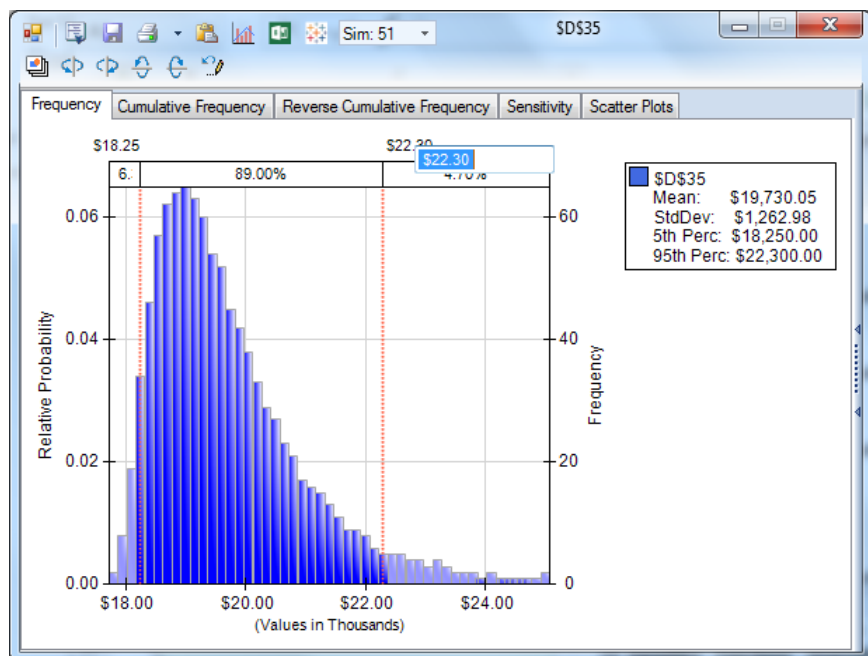 Sim: 51
$D$35
Frequency
Cumulative Frequency
Reverse Cumulative Frequency
Sensitivity
Scatter Plots
$18.25
$22.30
$22.30
6.
89.00%
4.70%
$D$35
Mean: $19,730.05
StdDev: $1,262.98
5th Perc: $18,250.00
95th Perc: $22,300.00
0.06
60
0.04
40
0.02
20
0.00
0
Relative Probability
Frequency
$18.00
$20.00
$22.00
$24.00
(Values in Thousands)